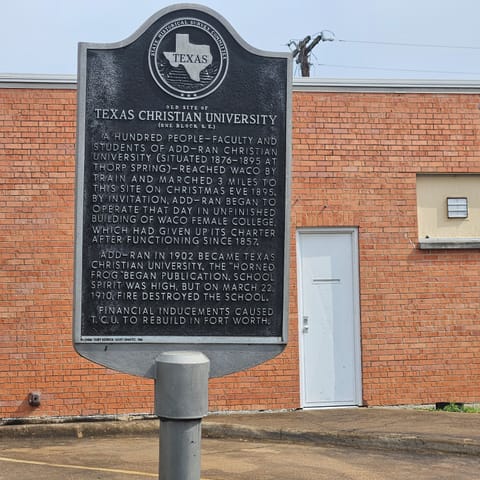 STATE HISTORICAL SURVEY COMMITTEE
TEXAS
OLD SITE OF
TEXAS CHRISTIAN UNIVERSITY
(ONE BLOCK S.E.)
A HUNDRED PEOPLE—FACULTY AND
STUDENTS OF ADD-RAN CHRISTIAN
UNIVERSITY (SITUATED 1876-1895 AT
THORP SPRING)—REACHED WACO BY
TRAIN AND MARCHED 3 MILES TO
THIS SITE ON CHRISTMAS EVE 1895.
BY INVITATION, ADD-RAN BEGAN TO
OPERATE THAT DAY IN UNFINISHED
BUILDING OF WACO FEMALE COLLEGE,
WHICH HAD GIVEN UP ITS CHARTER
AFTER FUNCTIONING SINCE 1857.
ADD-RAN IN 1902 BECAME TEXAS
CHRISTIAN UNIVERSITY. THE "HORNED
FROG" BEGAN PUBLICATION, SCHOOL
SPIRIT WAS HIGH, BUT ON MARCH 22,
1910, FIRE DESTROYED THE SCHOOL.
FINANCIAL INDUCEMENTS CAUSED
T.C.U. TO REBUILD IN FORT WORTH.